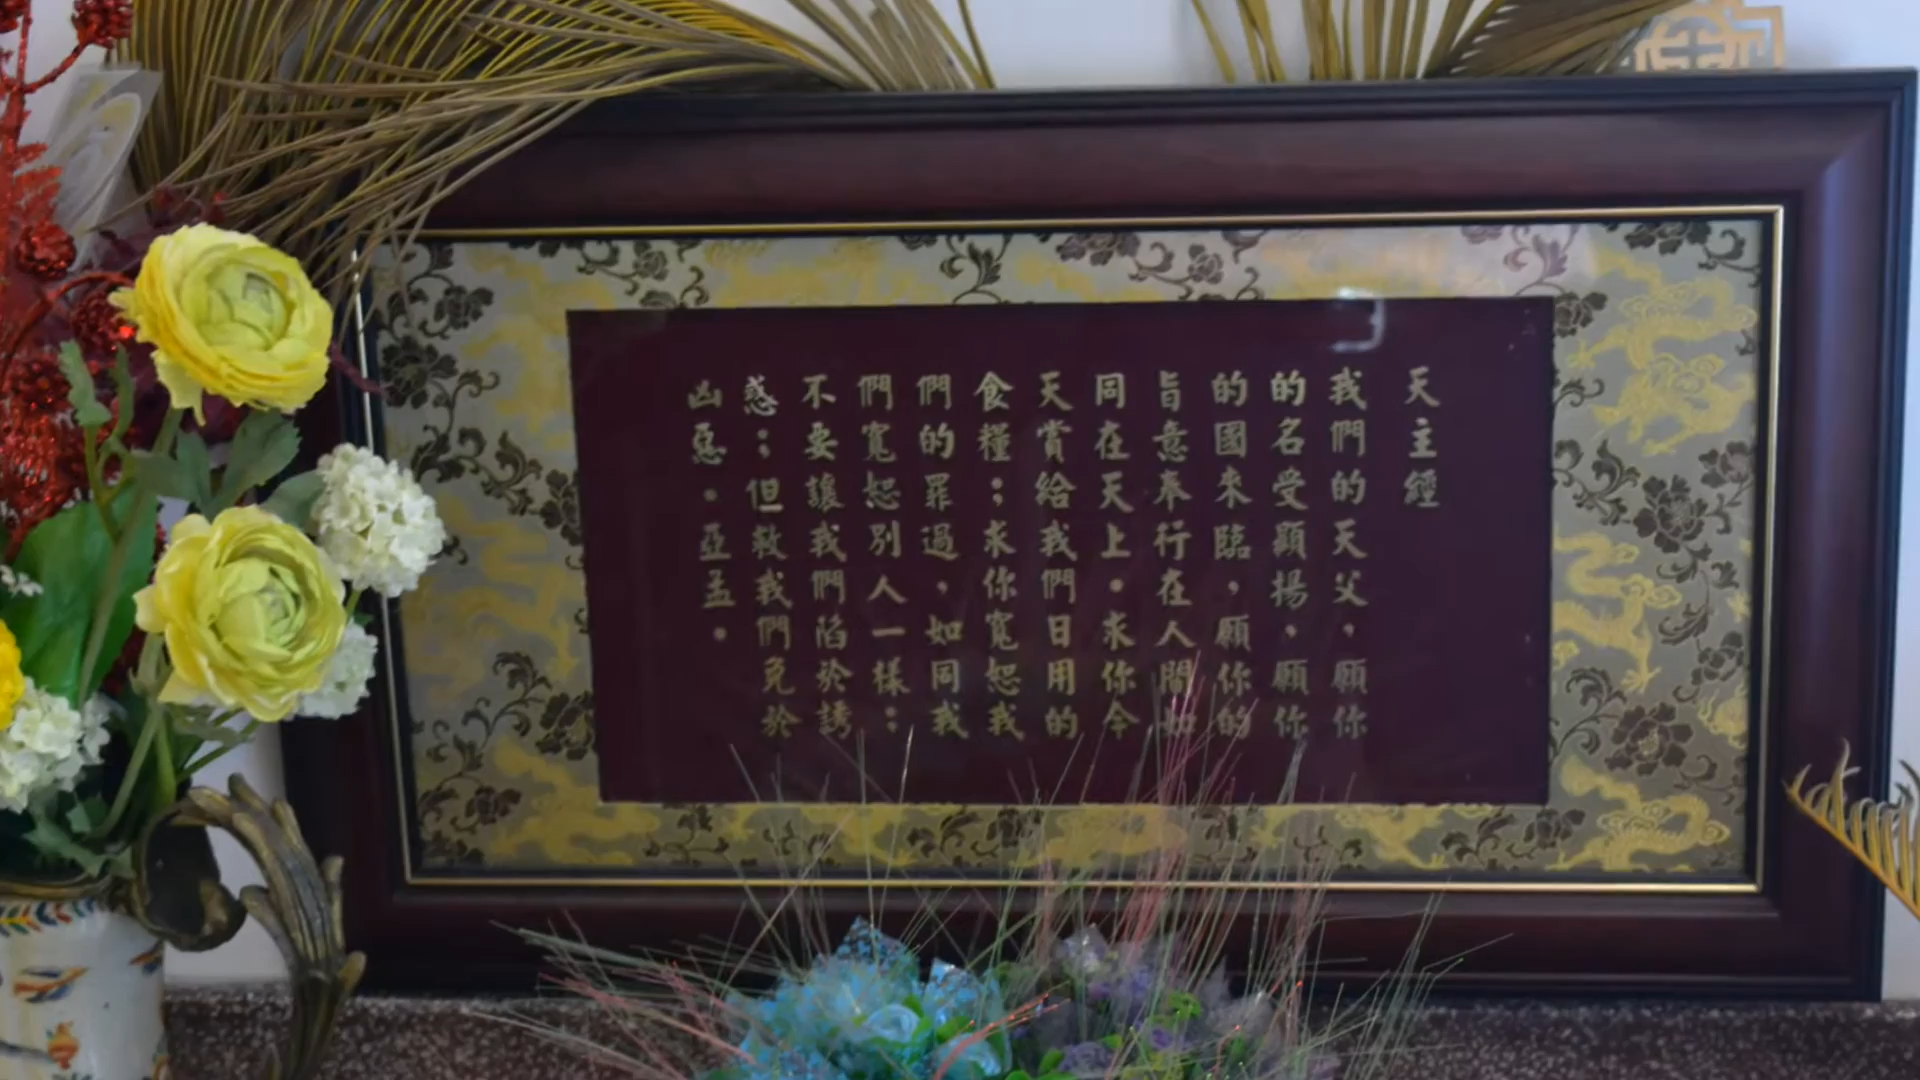 天主經
我們的天父，願你
的名受顯揚，願你
的國來臨，願你的
旨意奉行在人間如
同在天上。求你今
天賞給我們日用的
食糧；求你寬恕我
們的罪過，如同我
們寬恕別人一樣；
不要讓我們陷於誘
惑；但救我們免於
凶惡。亞孟。